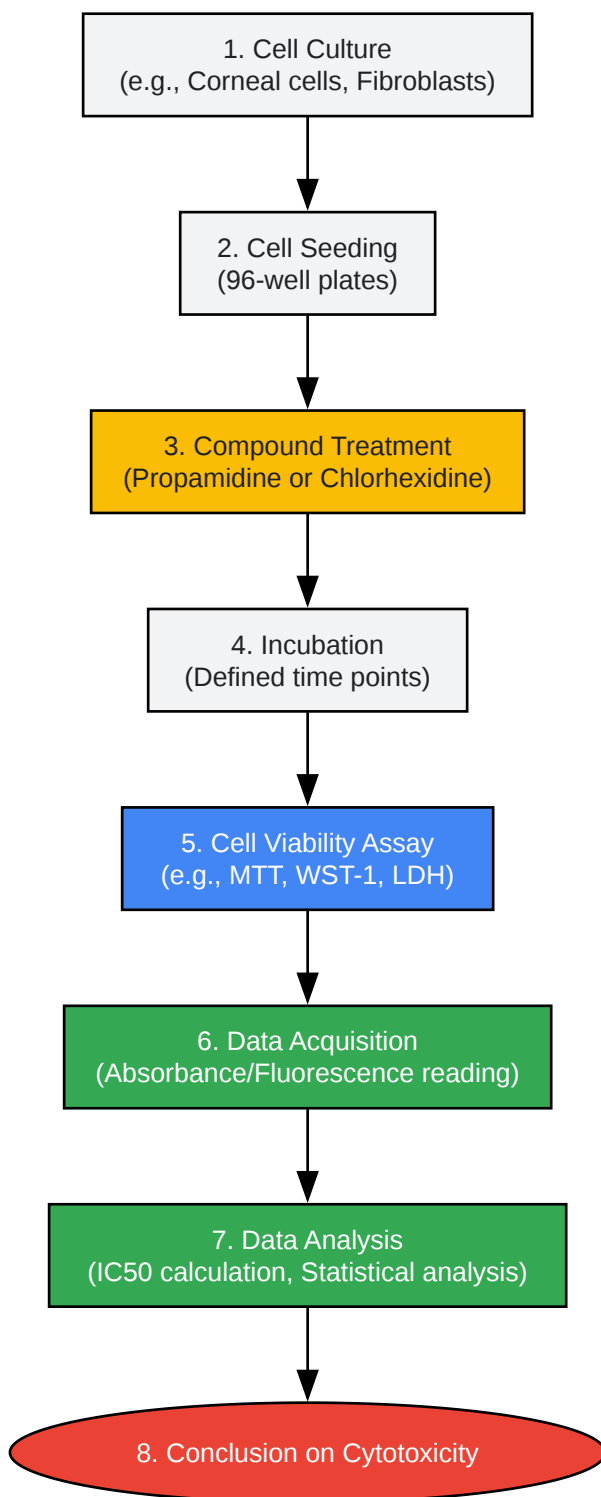 1. Cell Culture
(e.g., Corneal cells, Fibroblasts)
2. Cell Seeding
(96-well plates)
3. Compound Treatment
(Propamidine or Chlorhexidine)
4. Incubation
(Defined time points)
5. Cell Viability Assay
(e.g., MTT, WST-1, LDH)
6. Data Acquisition
(Absorbance/Fluorescence reading)
7. Data Analysis
(IC50 calculation, Statistical analysis)
8. Conclusion on Cytotoxicity